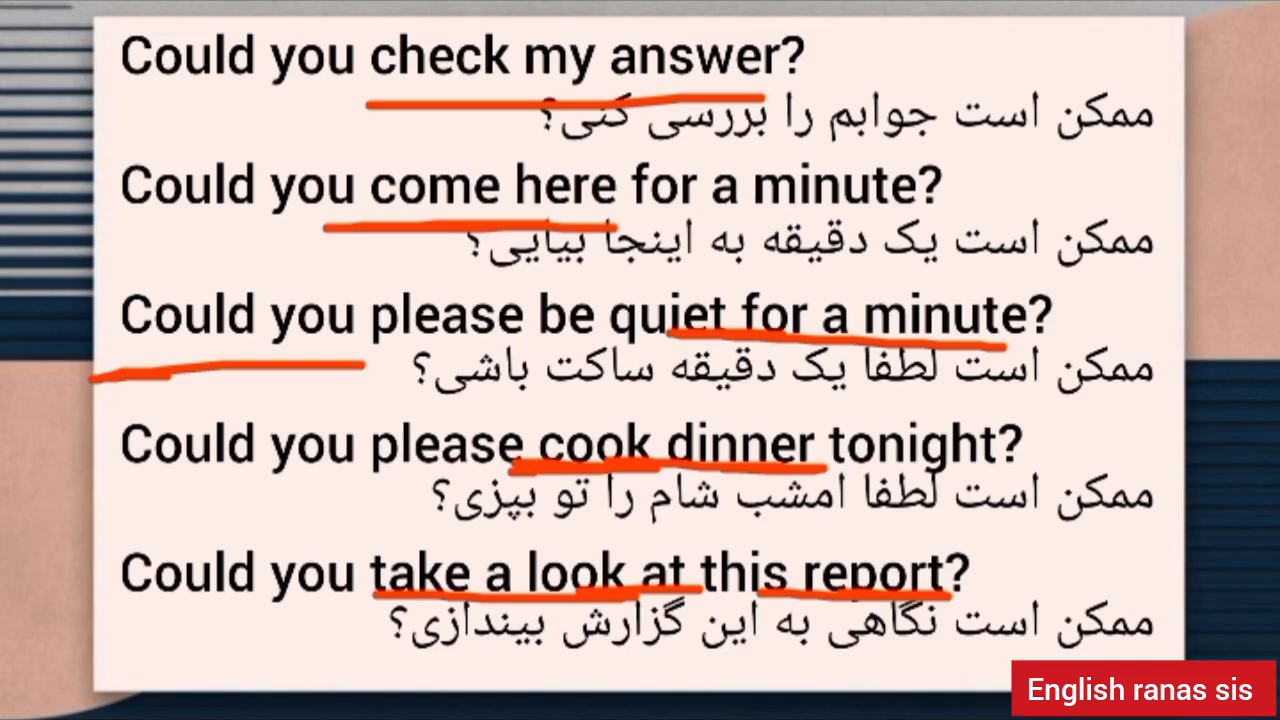 Could you check my answer?
ممکن است جوابم را بررسی کنی؟
Could you come here for a minute?
ممکن است یک دقیقه به اینجا بیایی؟
Could you please be quiet for a minute?
ممکن است لطفا یک دقیقه ساکت باشی؟
Could you please cook dinner tonight?
ممکن است لطفا امشب شام را تو بپزی؟
Could you take a look at this report?
ممکن است نگاهی به این گزارش بیندازی؟
English ranas sis